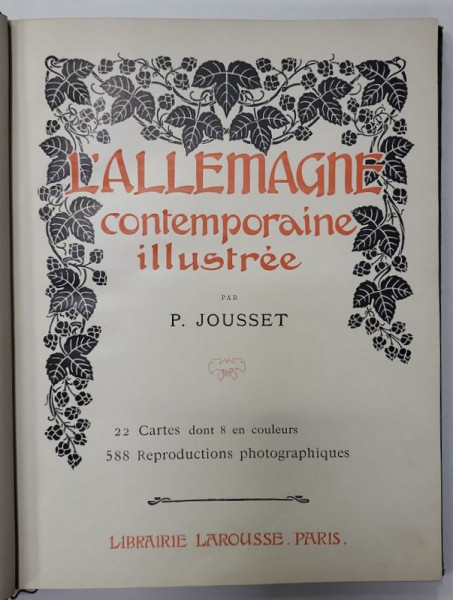 L'ALLEMAGNE
contemporaine
illustrée
PAR
P. JOUSSET
22 Cartes dont 8 en couleurs
588 Reproductions photographiques
LIBRAIRIE LAROUSSE. PARIS.